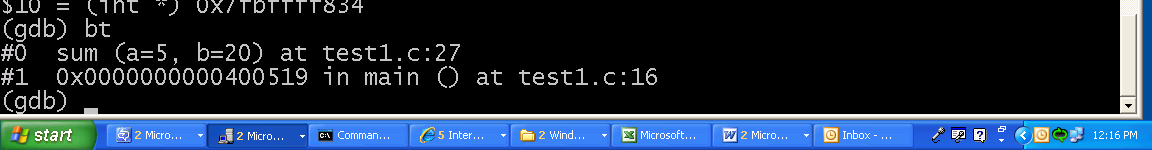 $10 = (int *) 0x7fbffff834
(gdb) bt
#0  sum (a=5, b=20) at test1.c:27
#1  0x0000000000400519 in main () at test1.c:16
(gdb)
start 2 Micro... 2 Micro... Comman... 5 Inter... 2 Wind... Microsoft... 2 Micro... Inbox - ... 12:16 PM